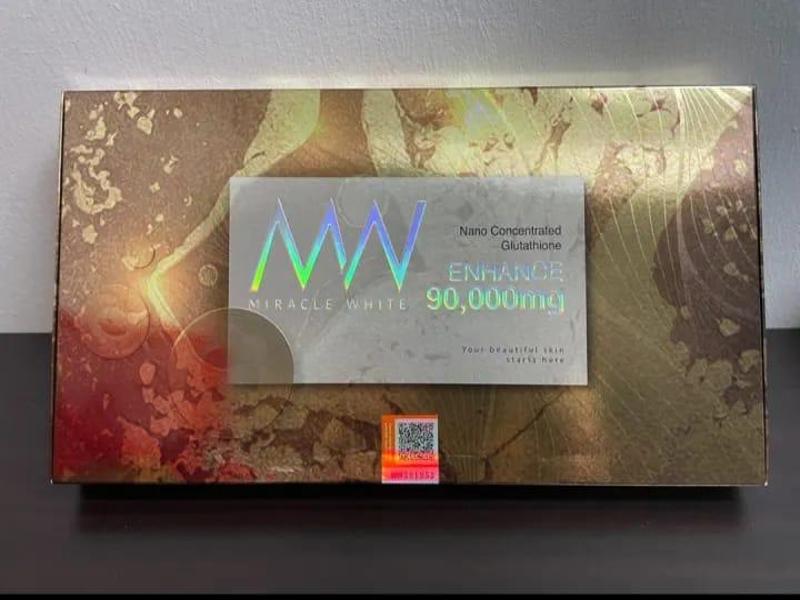 MW
MIRACLE WHITE
Nano Concentrated
Glutathione
ENHANCE
90,000mg
Your beautiful skin
starts here